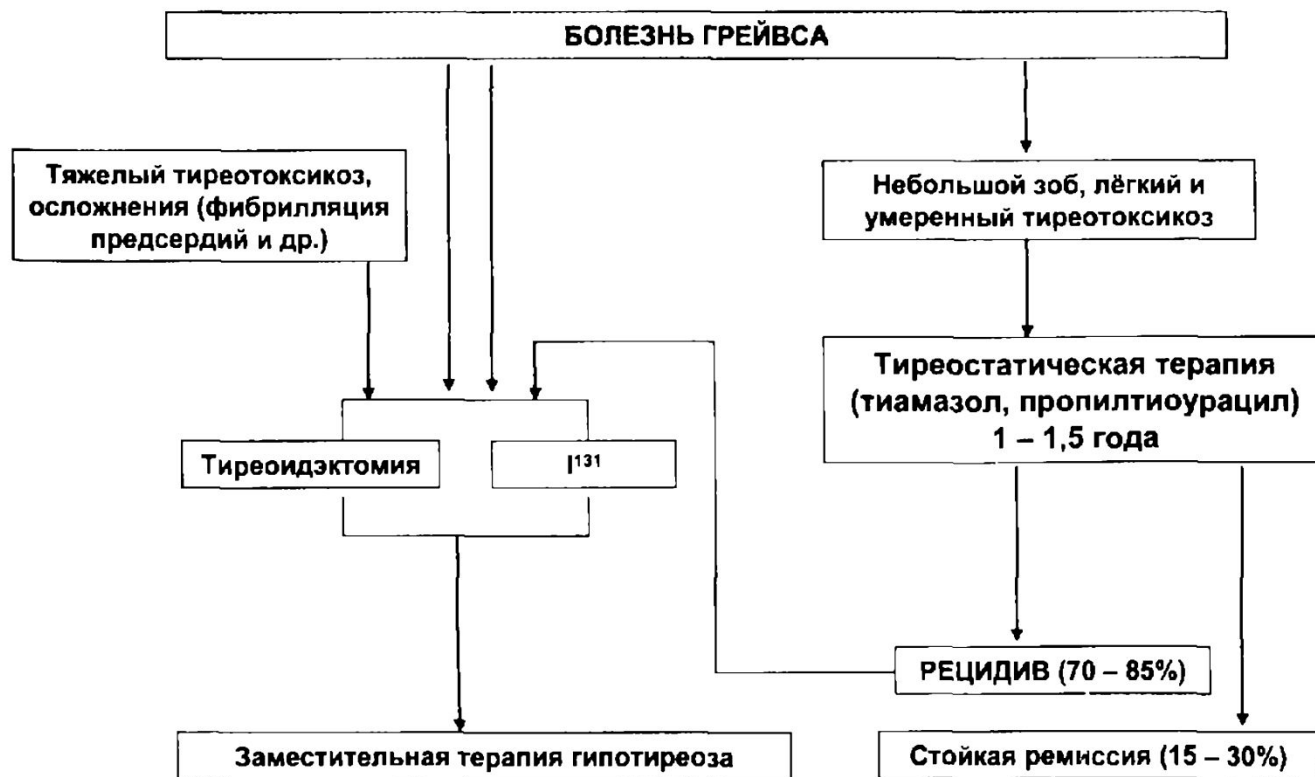 БОЛЕЗНЬ ГРЕЙВСА
Тяжелый тиреотоксикоз,
осложнения (фибрилляция
предсердий и др.)
Небольшой зоб, лёгкий и
умеренный тиреотоксикоз
Тиреостатическая терапия
(тиамазол, пропилтиоурацил)
1 – 1,5 года
Тиреоидэктомия
I¹³¹
РЕЦИДИВ (70 – 85%)
Заместительная терапия гипотиреоза
Стойкая ремиссия (15 – 30%)